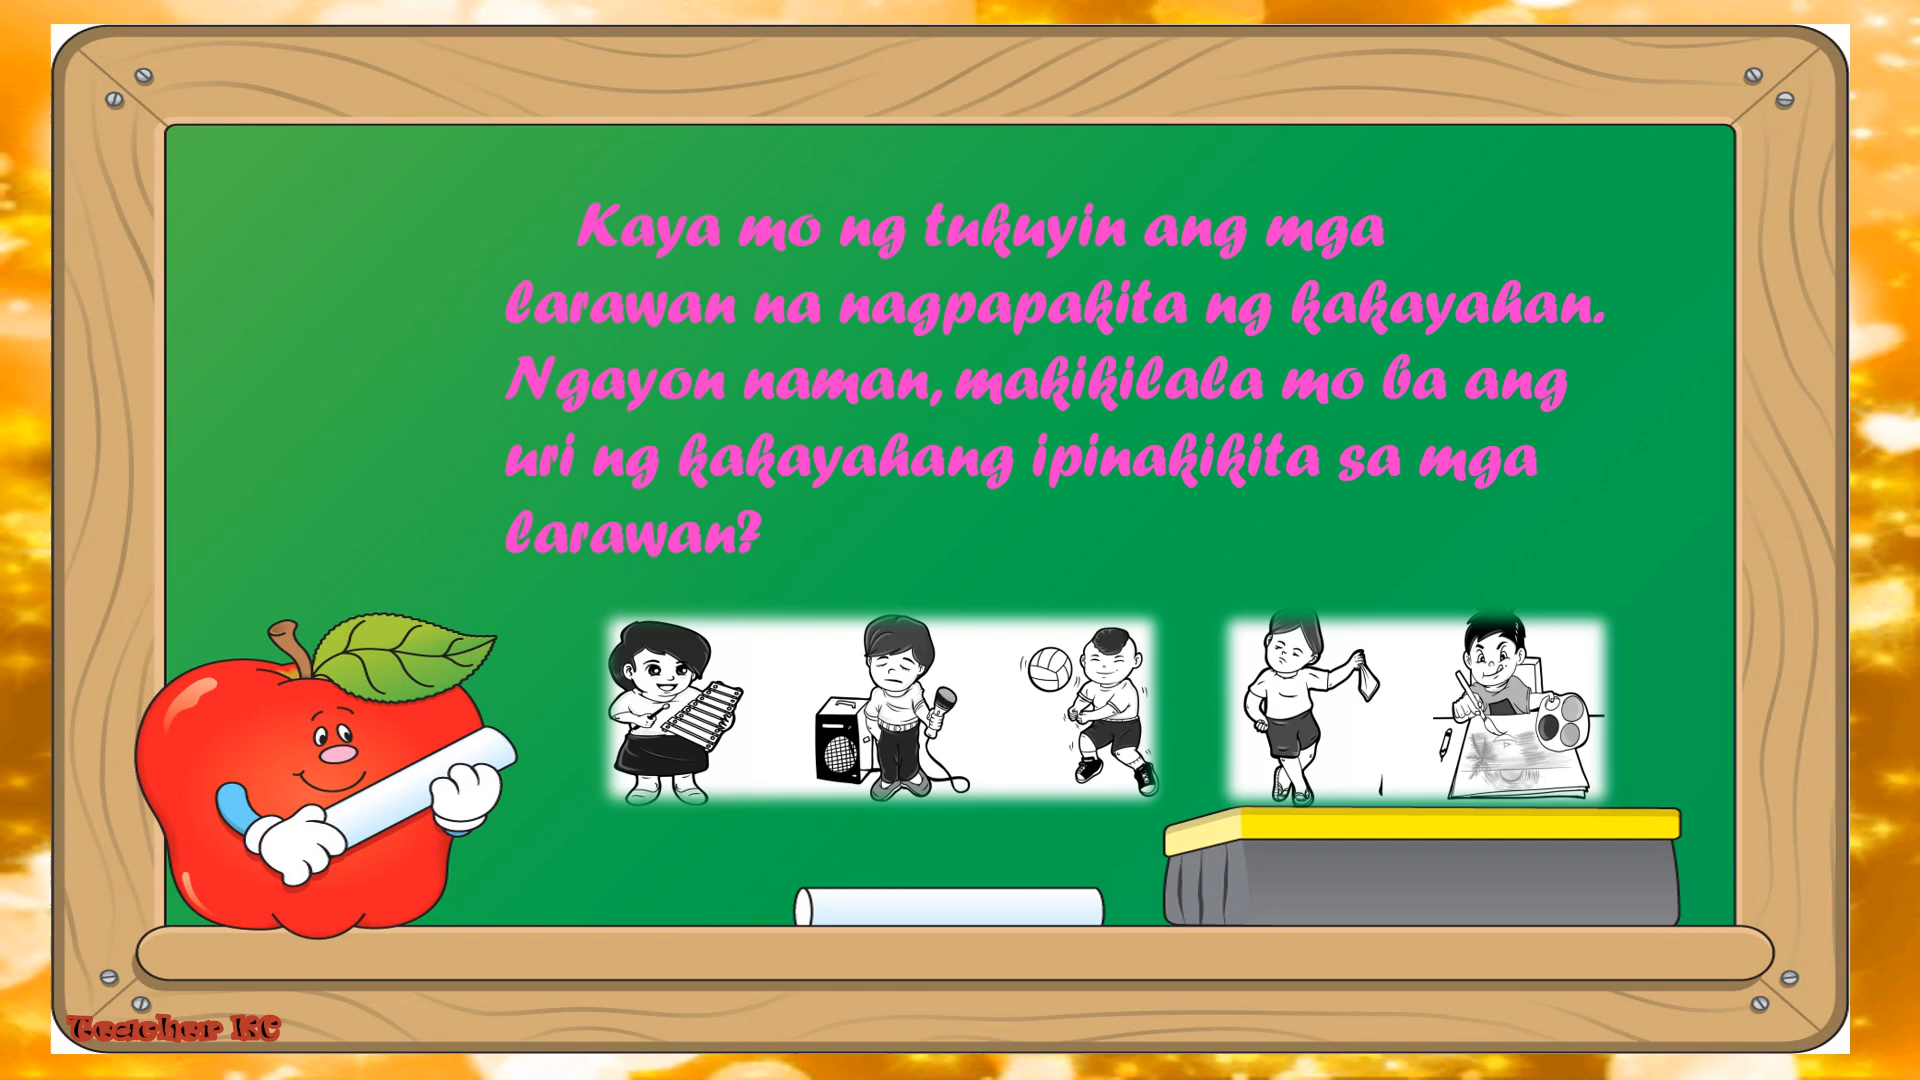 Kaya mo ng tukuyin ang mga
larawan na nagpapakita ng kakayahan.
Ngayon naman, makikilala mo ba ang
uri ng kakayahang ipinakikita sa mga
larawan?
Teacher KC